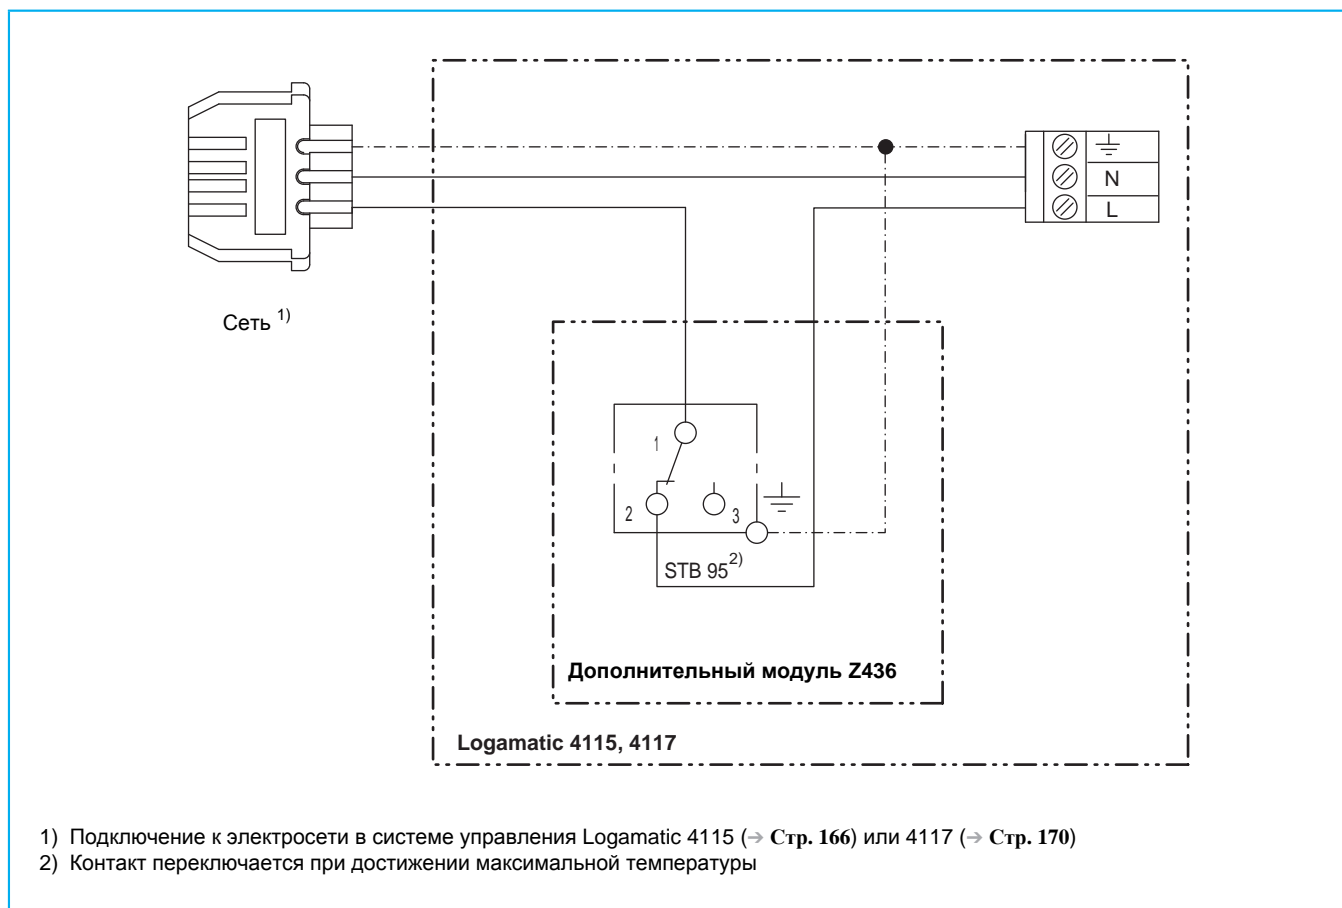 N
L
Сеть 1)
1
2
3
STB 95 2)
Дополнительный модуль Z436
Logamatic 4115, 4117
1) Подключение к электросети в системе управления Logamatic 4115 (→ Стр. 166) или 4117 (→ Стр. 170)
2) Контакт переключается при достижении максимальной температуры